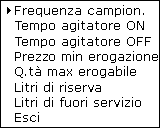 Frequenza campion.
Tempo agitatore ON
Tempo agitatore OFF
Prezzo min erogazione
Q.tà max erogabile
Litri di riserva
Litri di fuori servizio
Esci